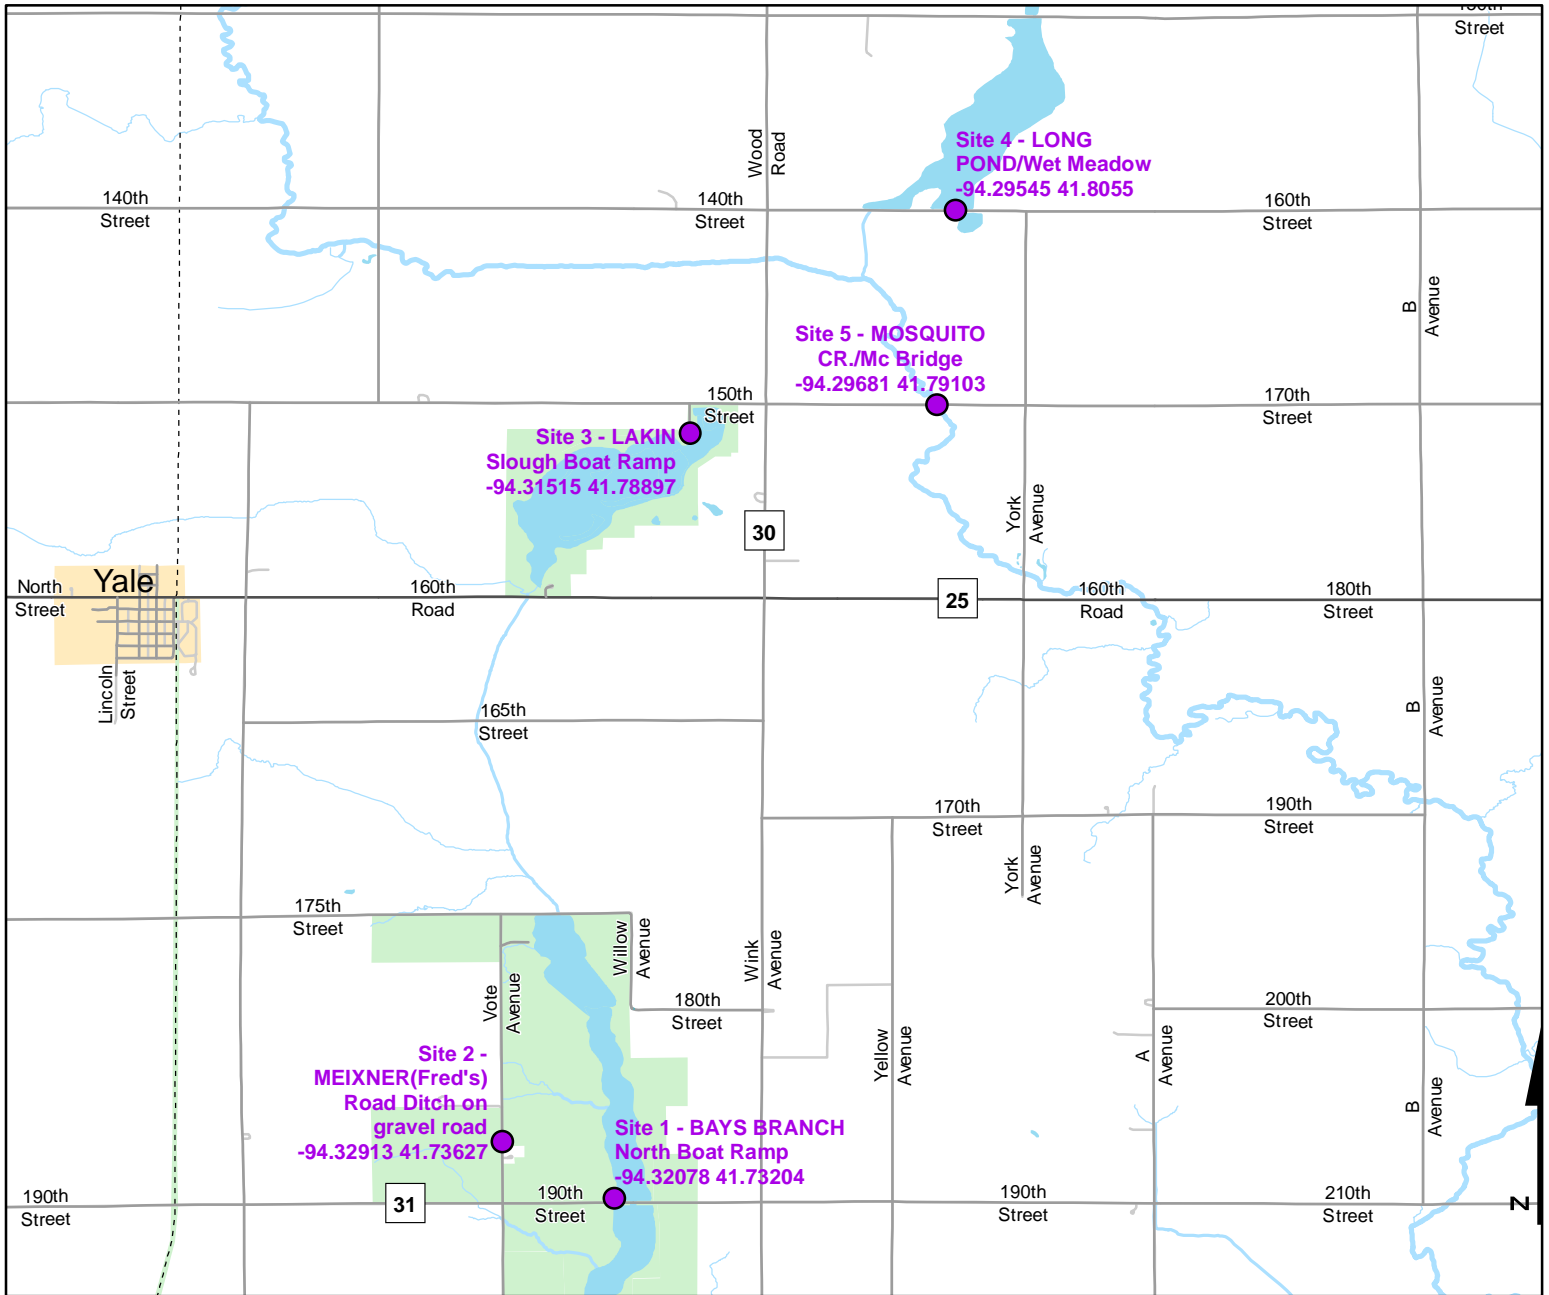 Street
Wood
Road
Site 4 - LONG
POND/Wet Meadow
-94.29545 41.8055
140th
Street
140th
Street
160th
Street
B
Avenue
Site 5 - MOSQUITO
CR./Mc Bridge
-94.29681 41.79103
150th
Street
170th
Street
Site 3 - LAKIN
Slough Boat Ramp
-94.31515 41.78897
30
York
Avenue
North
Street
Yale
160th
Road
25
160th
Road
180th
Street
Lincoln
Street
165th
Street
B
Avenue
170th
Street
190th
Street
York
Avenue
175th
Street
Willow
Avenue
Wink
Avenue
Vote
Avenue
180th
Street
200th
Street
Yellow
Avenue
A
Avenue
B
Avenue
Site 2 -
MEIXNER(Fred's)
Road Ditch on
gravel road
-94.32913 41.73627
Site 1 - BAYS BRANCH
North Boat Ramp
-94.32078 41.73204
190th
Street
31
190th
Street
190th
Street
210th
Street
N